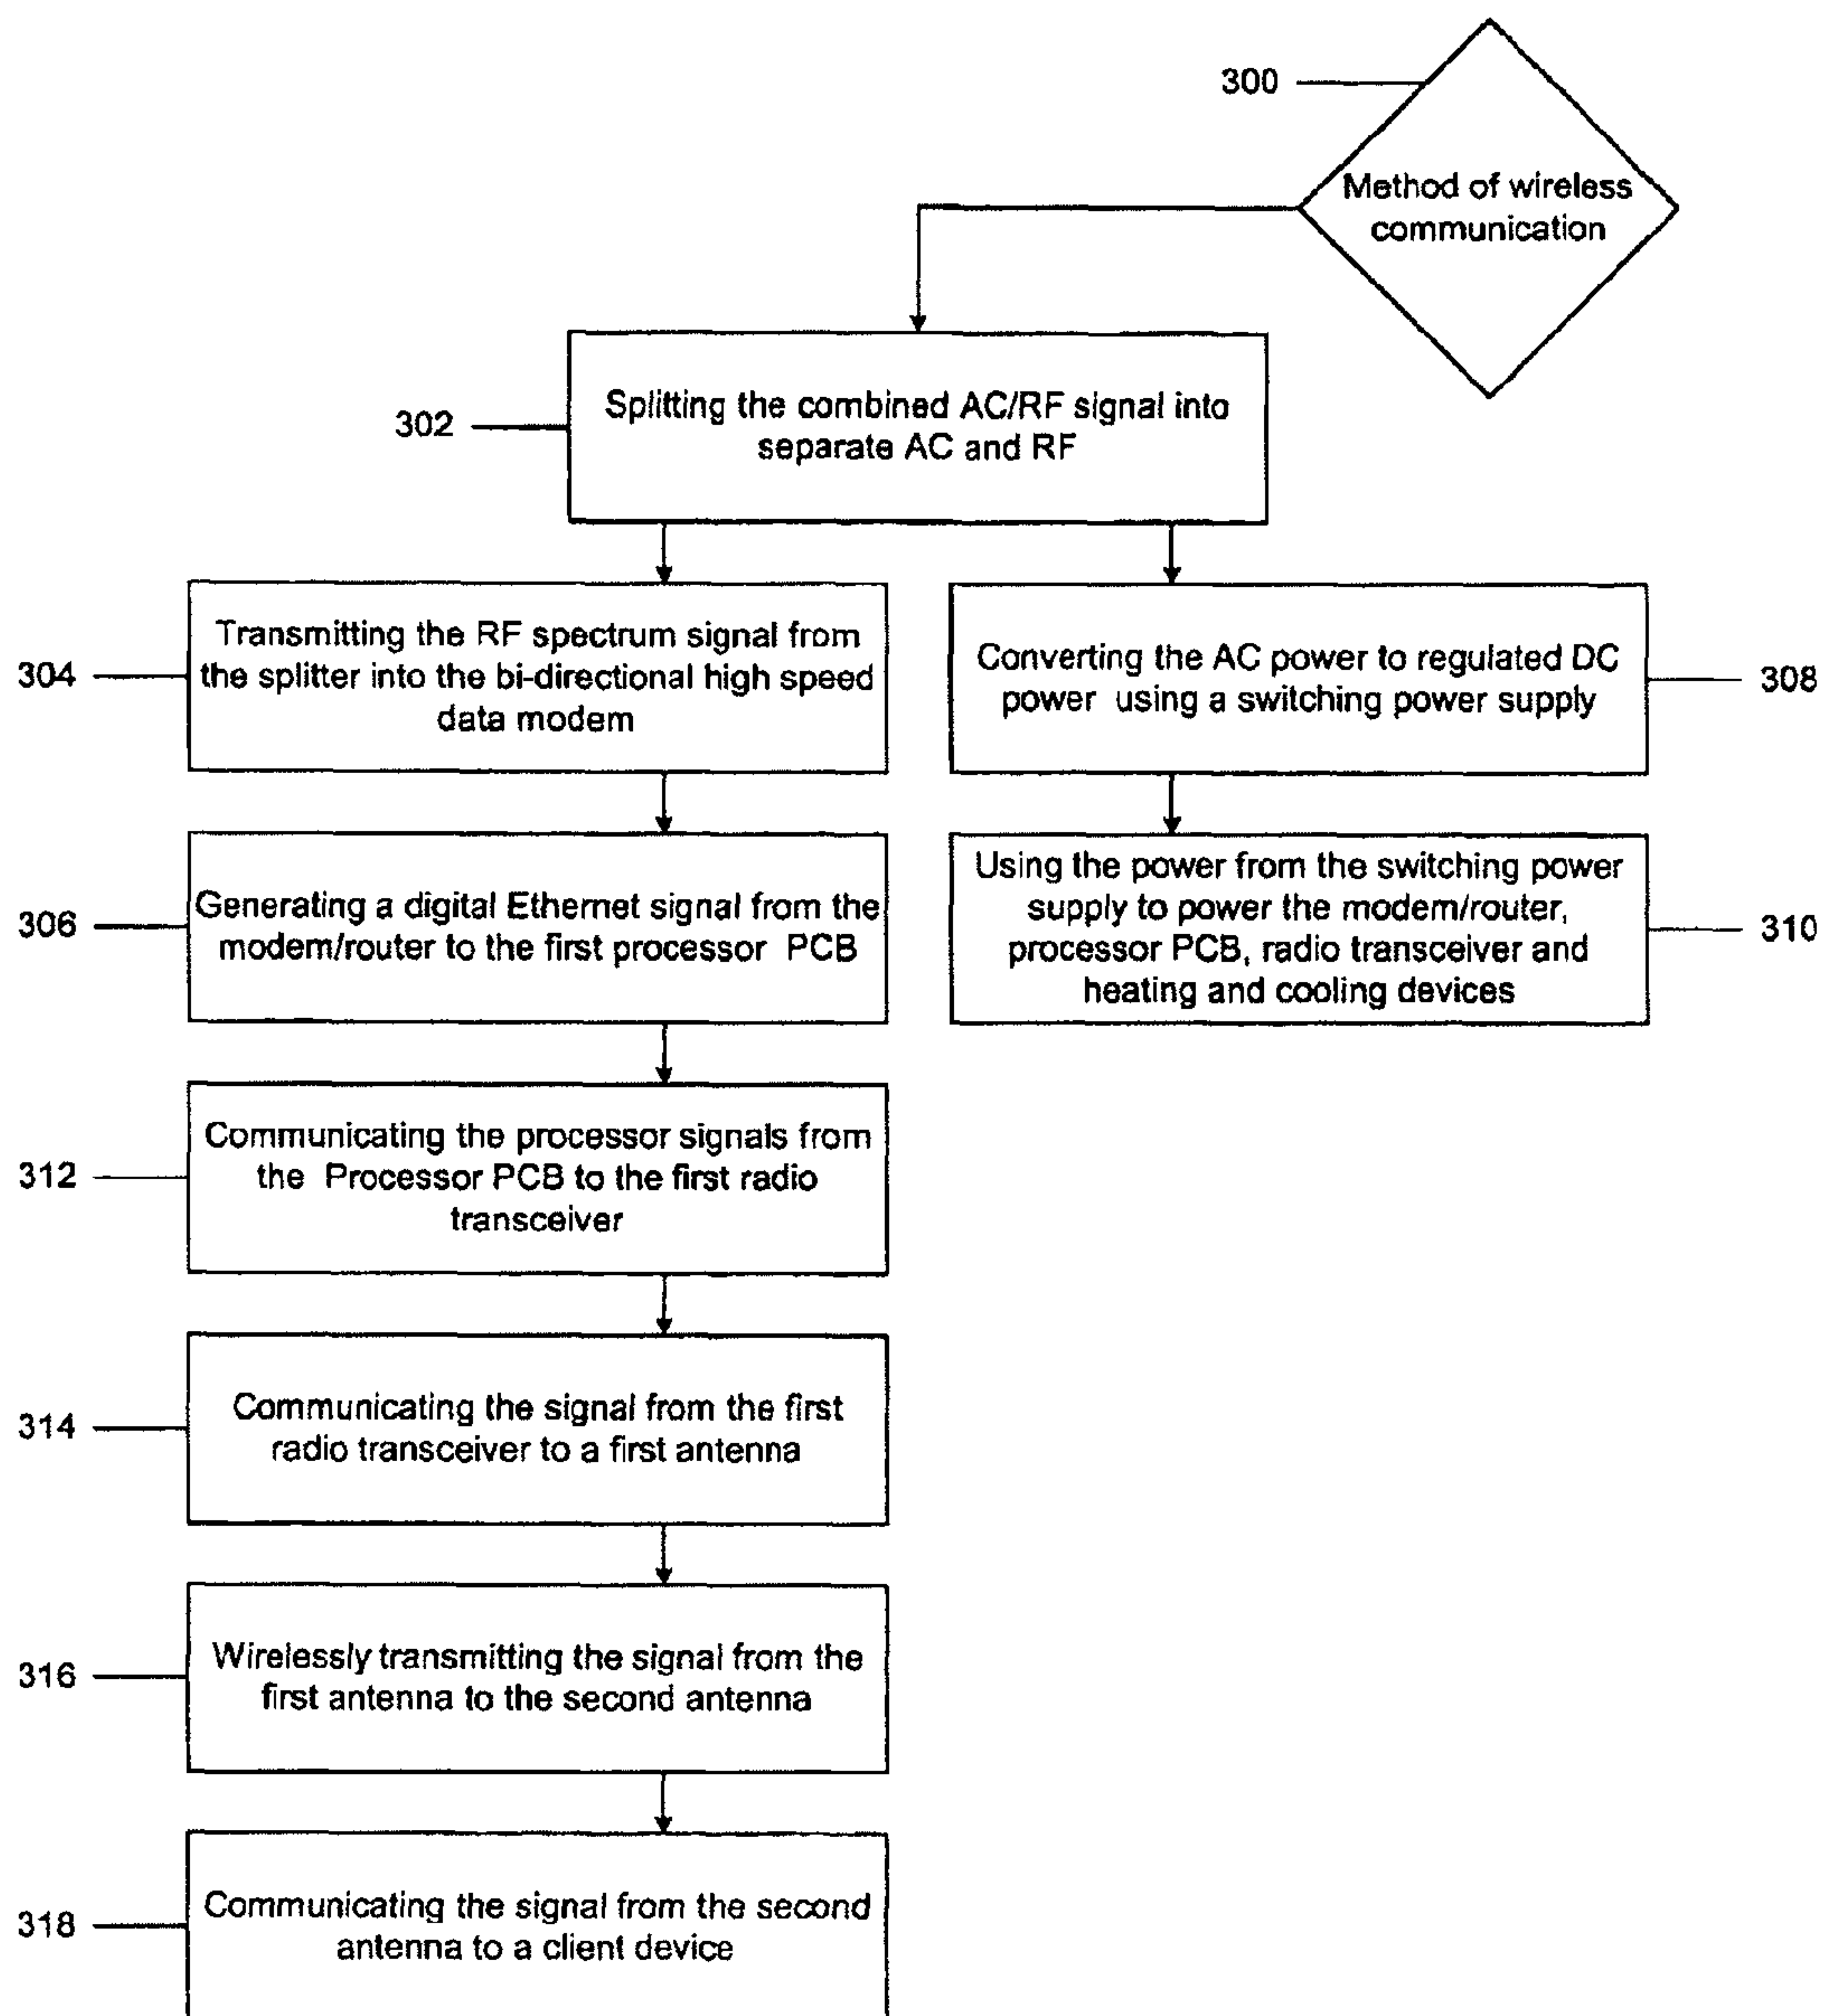 300
Method of wireless
communication
302
Splitting the combined AC/RF signal into
separate AC and RF
304
Transmitting the RF spectrum signal from
the splitter into the bi-directional high speed
data modem
Converting the AC power to regulated DC
power using a switching power supply
308
306
Generating a digital Ethernet signal from the
modem/router to the first processor PCB
Using the power from the switching power
supply to power the modem/router,
processor PCB, radio transceiver and
heating and cooling devices
310
312
Communicating the processor signals from
the Processor PCB to the first radio
transceiver
314
Communicating the signal from the first
radio transceiver to a first antenna
316
Wirelessly transmitting the signal from the
first antenna to the second antenna
318
Communicating the signal from the second
antenna to a client device